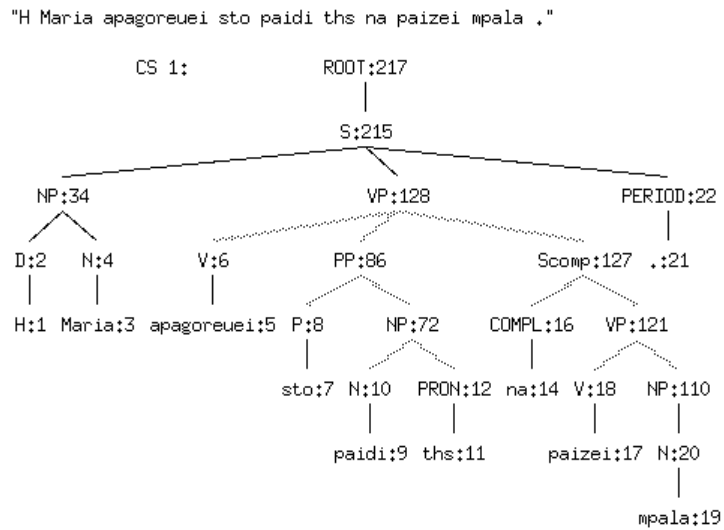 "H Maria apagoreuei sto paidi ths na paizei mpala ."
CS 1: ROOT:217
S:215
NP:34 VP:128 PERIOD:22
D:2 N:4 V:6 PP:86 Scomp:127 .:21
H:1 Maria:3 apagoreuei:5 P:8 NP:72 COMPL:16 VP:121
sto:7 N:10 PRON:12 na:14 V:18 NP:110
paidi:9 ths:11 paizei:17 N:20
mpala:19